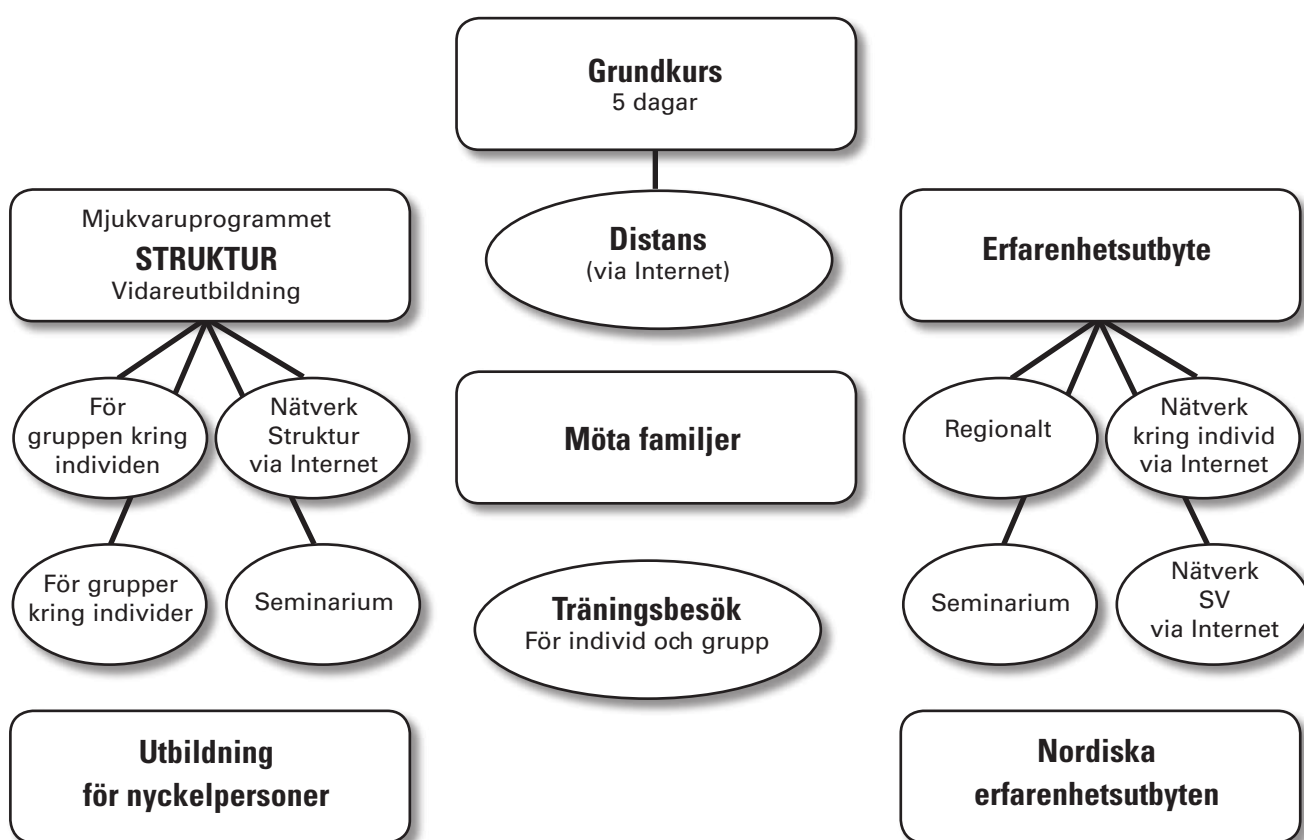 Grundkurs
5 dagar
Mjukvaruprogrammet
STRUKTUR
Vidareutbildning
Distans
(via Internet)
Erfarenhetsutbyte
För
gruppen kring
individen
Nätverk
Struktur
via Internet
Möta familjer
Regionalt
Nätverk
kring individ
via Internet
För grupper
kring individer
Seminarium
Träningsbesök
För individ och grupp
Seminarium
Nätverk
SV
via Internet
Utbildning
för nyckelpersoner
Nordiska
erfarenhetsutbyten